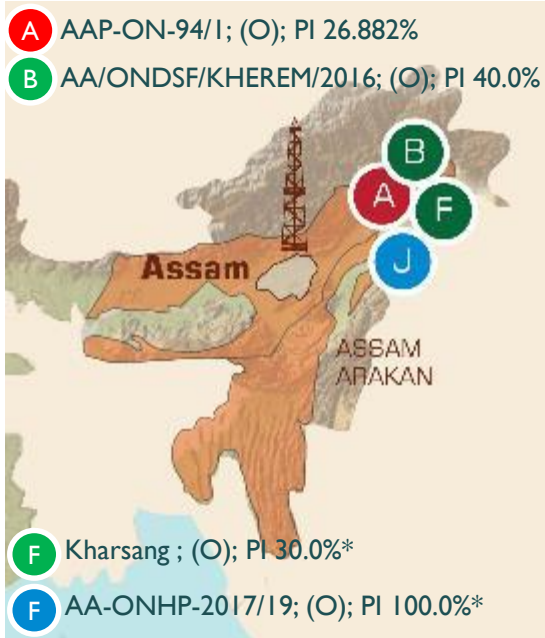 A AAP-ON-94/1; (O); PI 26.882%
B AA/ONDSF/KHEREM/2016; (O); PI 40.0%
B
A
F
J
Assam
ASSAM
ARAKAN
F Kharsang ; (O); PI 30.0%*
F AA-ONHP-2017/19; (O); PI 100.0%*